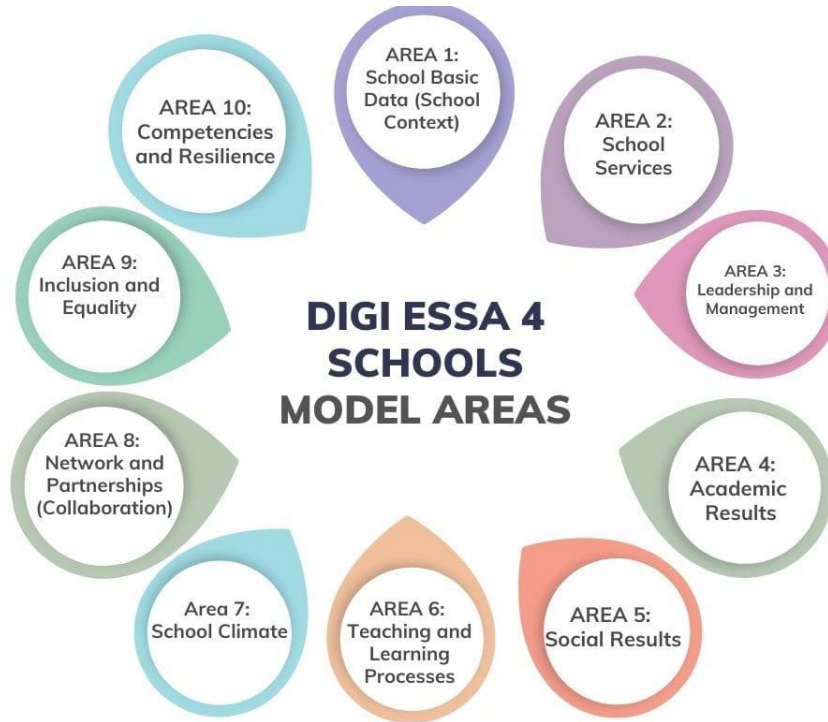 AREA 1:
School Basic
Data (School
Context)
AREA 2:
School
Services
AREA 3:
Leadership and
Management
AREA 4:
Academic
Results
AREA 5:
Social Results
AREA 6:
Teaching and
Learning
Processes
Area 7:
School Climate
AREA 8:
Network and
Partnerships
(Collaboration)
AREA 9:
Inclusion and
Equality
AREA 10:
Competencies
and Resilience
DIGI ESSA 4
SCHOOLS
MODEL AREAS